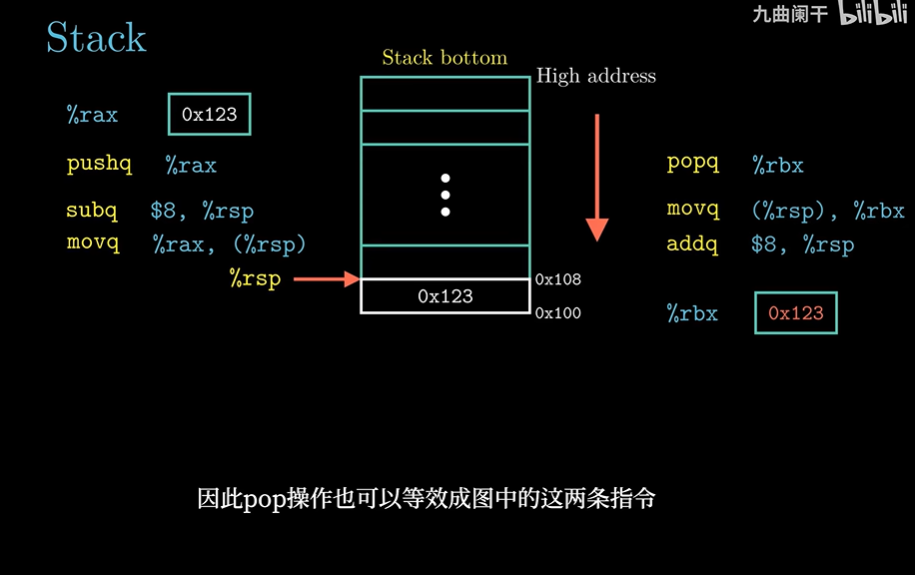 九曲阑干 bilibili
Stack
Stack bottom
High address
%rax 0x123
pushq %rax
subq $8, %rsp
movq %rax, (%rsp)
%rsp
0x108
0x123
0x100
popq %rbx
movq (%rsp), %rbx
addq $8, %rsp
%rbx 0x123
因此pop操作也可以等效成图中的这两条指令